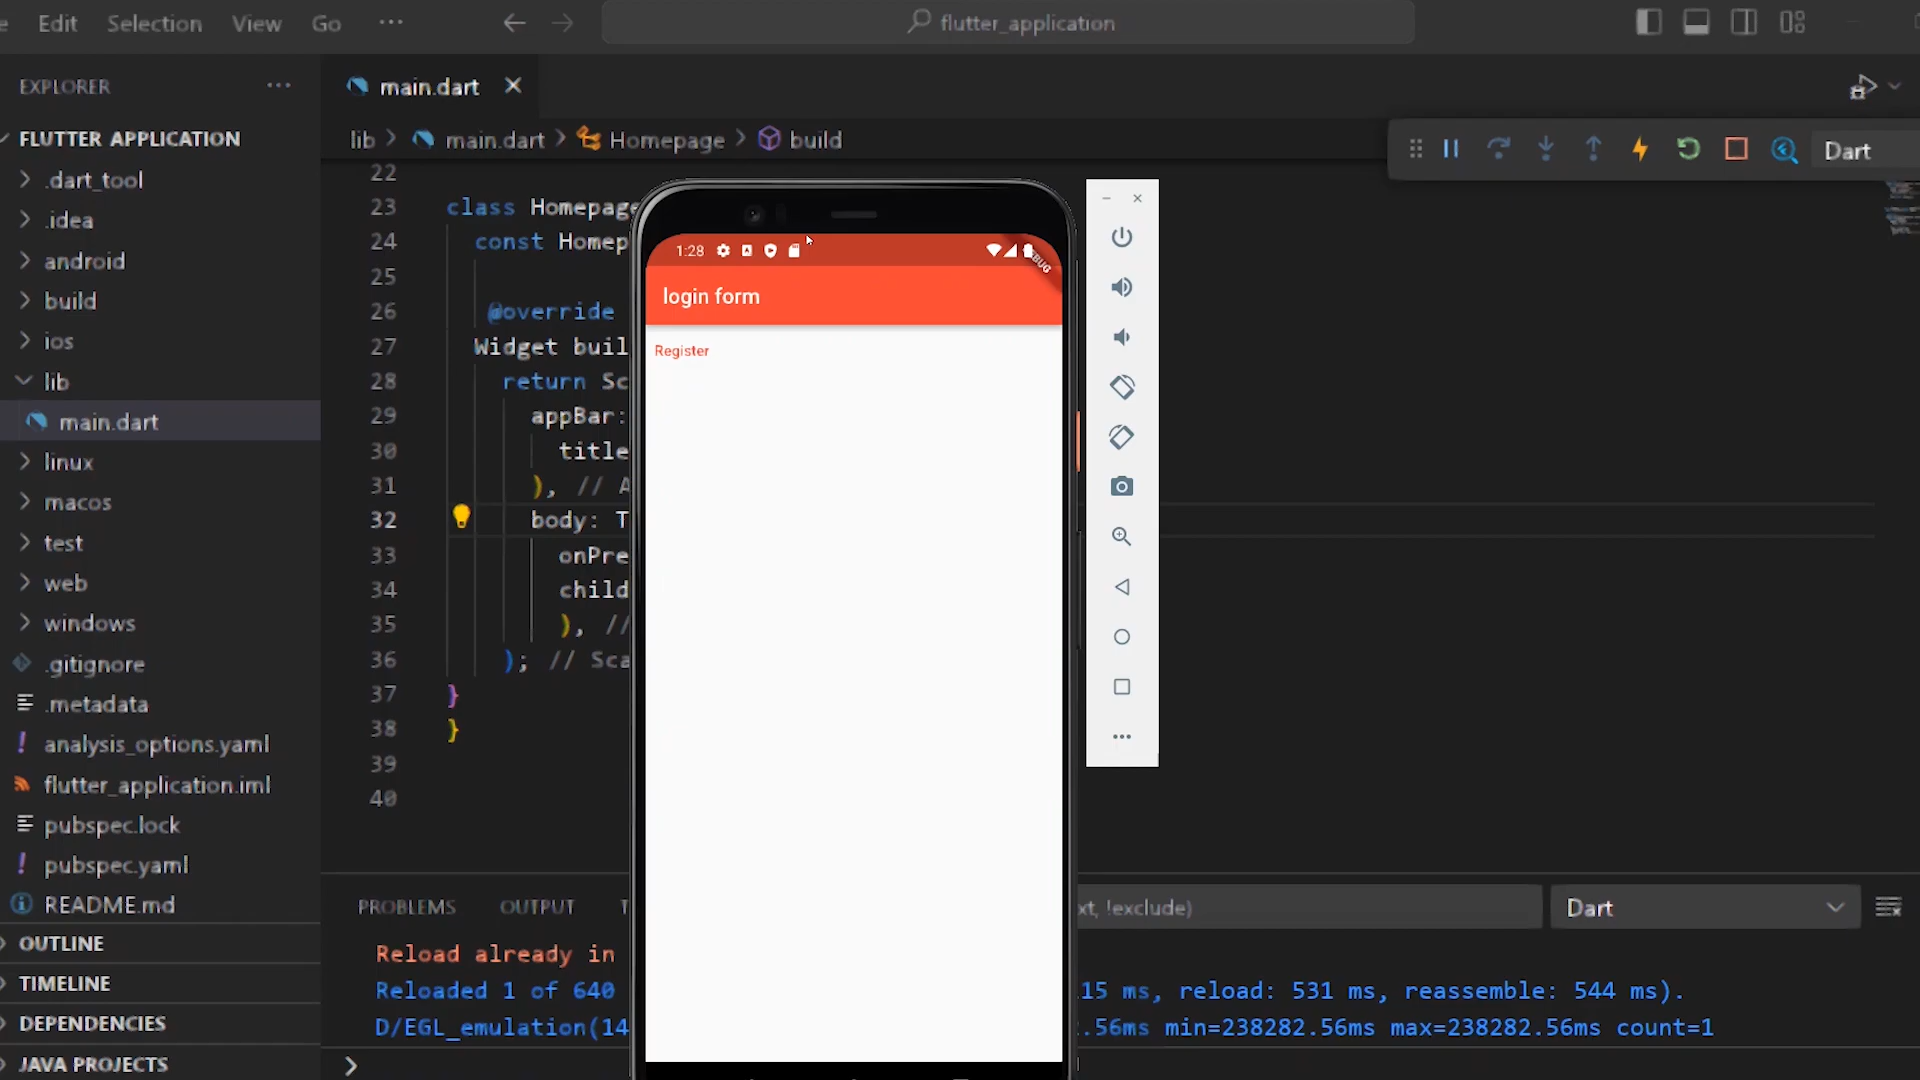 Edit Selection View Go ···
flutter_application
EXPLORER ···
main.dart
FLUTTER APPLICATION
lib > main.dart > Homepage > build
Dart
.dart_tool
.idea
android
build
ios
lib
main.dart
linux
macos
test
web
windows
.gitignore
.metadata
analysis_options.yaml
flutter_application.iml
pubspec.lock
pubspec.yaml
README.md
OUTLINE
TIMELINE
DEPENDENCIES
JAVA PROJECTS
22
23 class Homepage
24 const Homep
25
26 @override
27 Widget buil
28 return Sc
29 appBar:
30 title
31 ), // A
32 body: T
33 onPre
34 child
35 ), //
36 ); // Sca
37 }
38 }
39
40
1:28
login form
Register
PROBLEMS OUTPUT T
xt, !exclude)
Dart
Reload already in
Reloaded 1 of 640 15 ms, reload: 531 ms, reassemble: 544 ms).
D/EGL_emulation(14 .56ms min=238282.56ms max=238282.56ms count=1